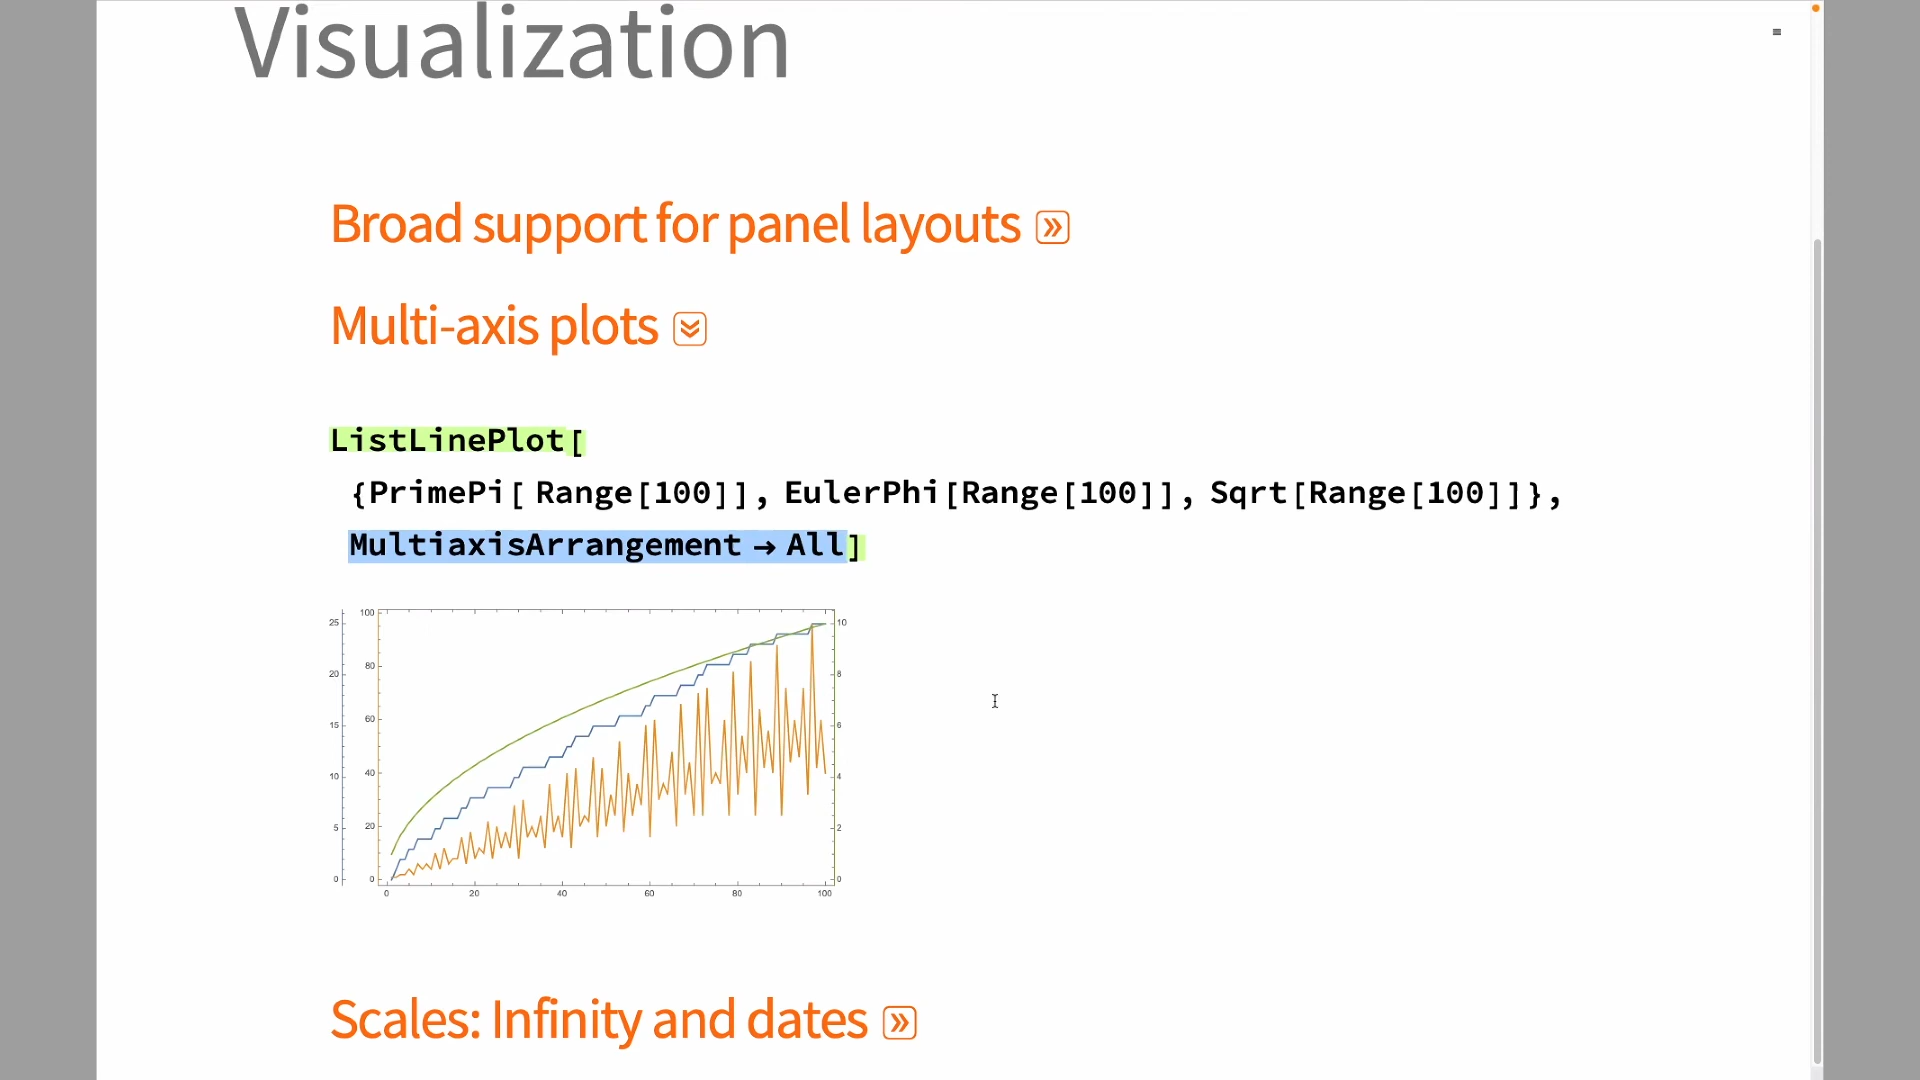 Visualization
Broad support for panel layouts
Multi-axis plots
ListLinePlot[
{PrimePi[ Range[100]], EulerPhi[Range[100]], Sqrt[Range[100]]},
MultiaxisArrangement → All]
25
20
15
10
5
0
100
80
60
40
20
0
10
8
6
4
2
0
0 20 40 60 80 100
Scales: Infinity and dates